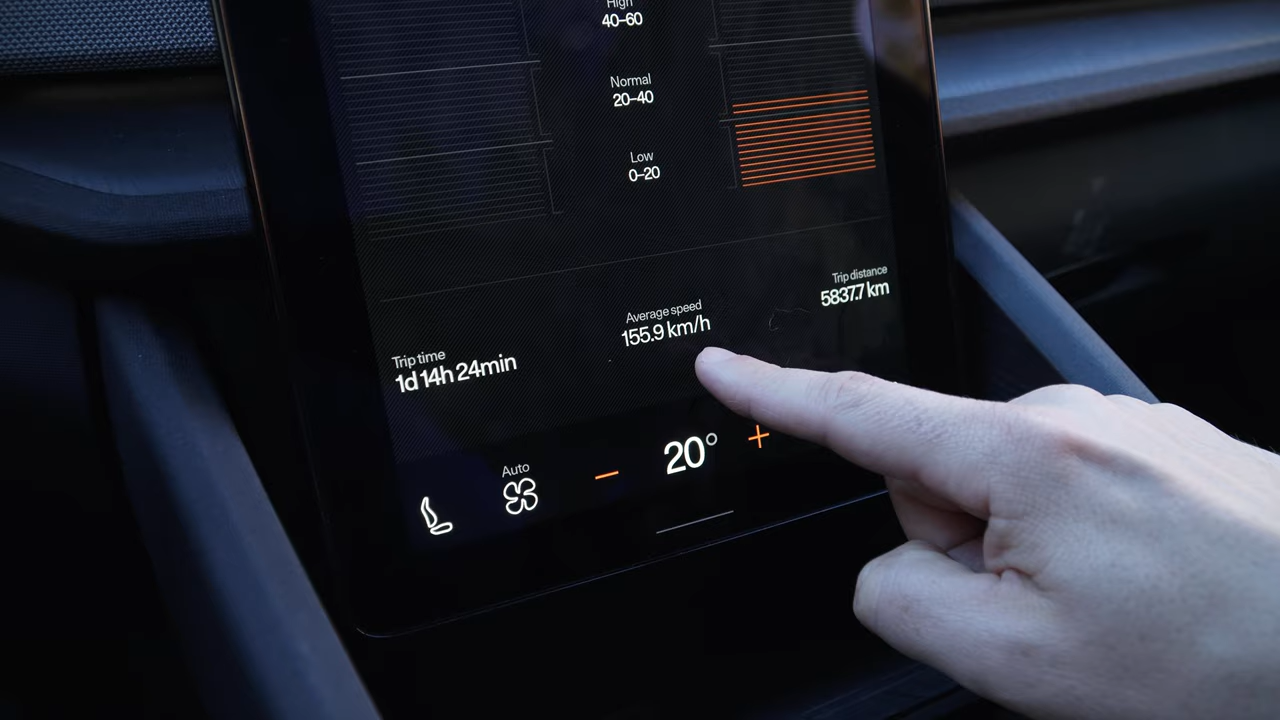 High
40–60
Normal
20–40
Low
0–20
Trip time
1d 14h 24min
Average speed
155.9 km/h
Trip distance
5837.7 km
Auto
20°